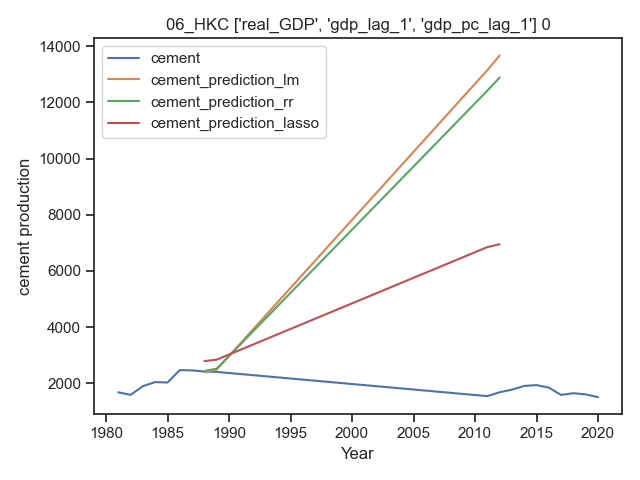 06_HKC ['real_GDP', 'gdp_lag_1', 'gdp_pc_lag_1'] 0
14000
12000
10000
8000
6000
4000
2000
cement production
cement
cement_prediction_lm
cement_prediction_rr
cement_prediction_lasso
1980 1985 1990 1995 2000 2005 2010 2015 2020
Year